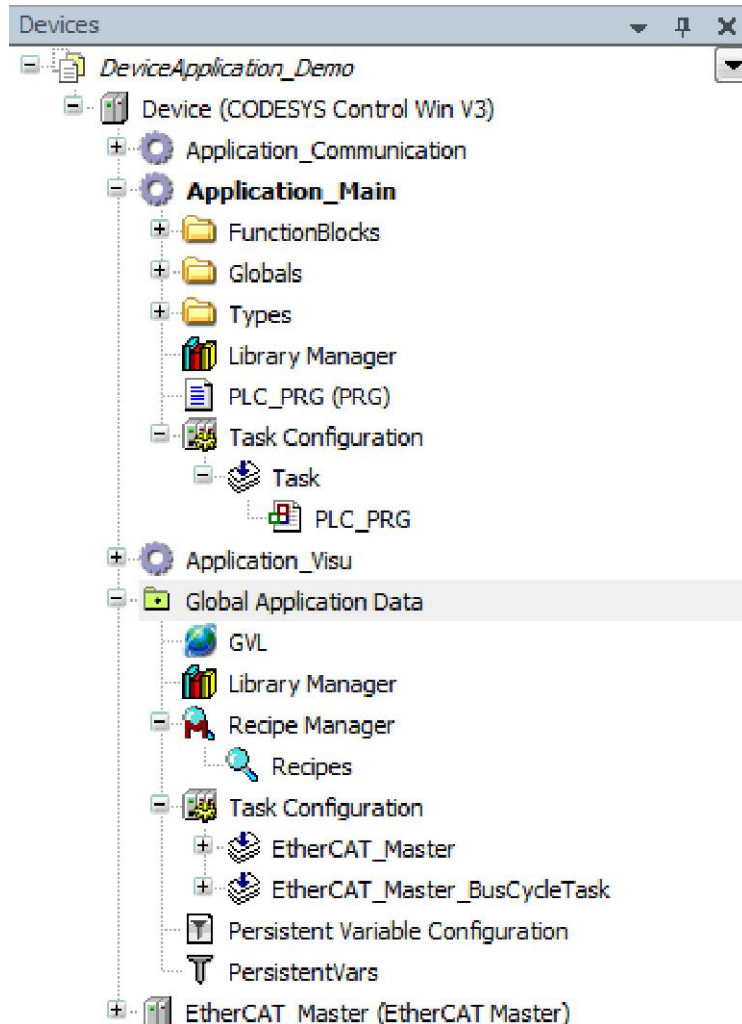 Devices
DeviceApplication_Demo
Device (CODESYS Control Win V3)
Application_Communication
Application_Main
FunctionBlocks
Globals
Types
Library Manager
PLC_PRG (PRG)
Task Configuration
Task
PLC_PRG
Application_Visu
Global Application Data
GVL
Library Manager
Recipe Manager
Recipes
Task Configuration
EtherCAT_Master
EtherCAT_Master_BusCycleTask
Persistent Variable Configuration
PersistentVars
EtherCAT_Master (EtherCAT Master)